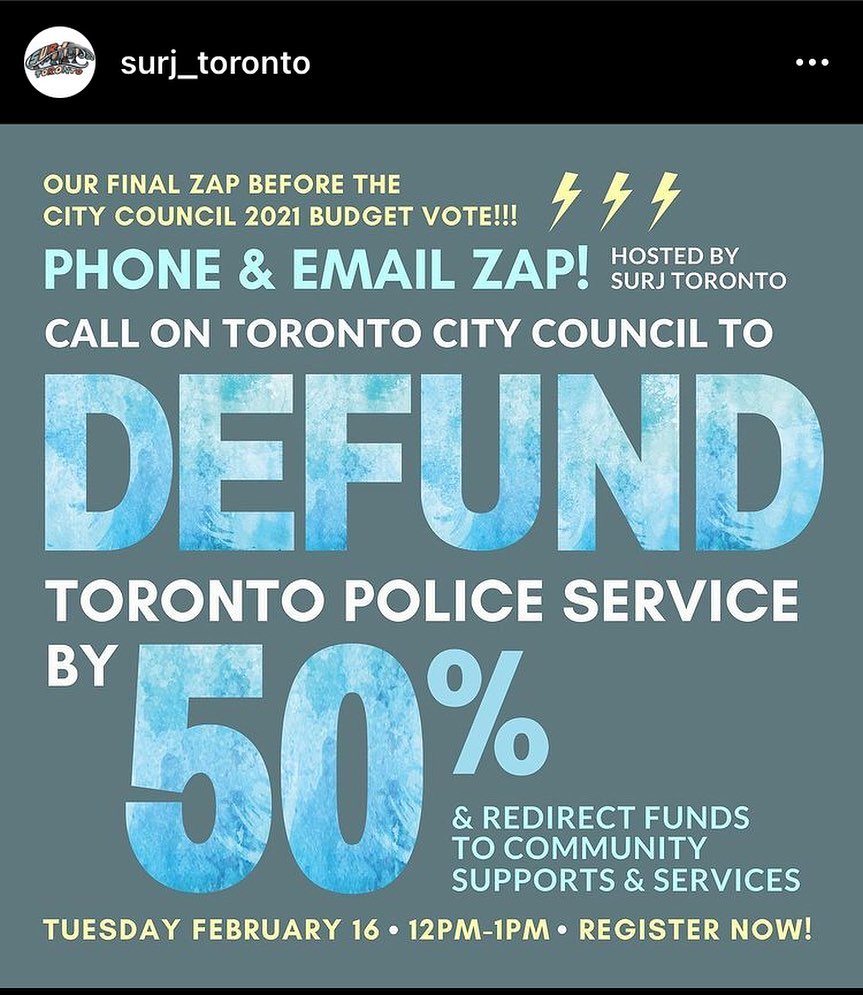 surj_toronto
OUR FINAL ZAP BEFORE THE
CITY COUNCIL 2021 BUDGET VOTE!!!
PHONE & EMAIL ZAP!
HOSTED BY
SURJ TORONTO
CALL ON TORONTO CITY COUNCIL TO
DEFUND
TORONTO POLICE SERVICE
BY 50%
& REDIRECT FUNDS
TO COMMUNITY
SUPPORTS & SERVICES
TUESDAY FEBRUARY 16 • 12PM-1PM • REGISTER NOW!